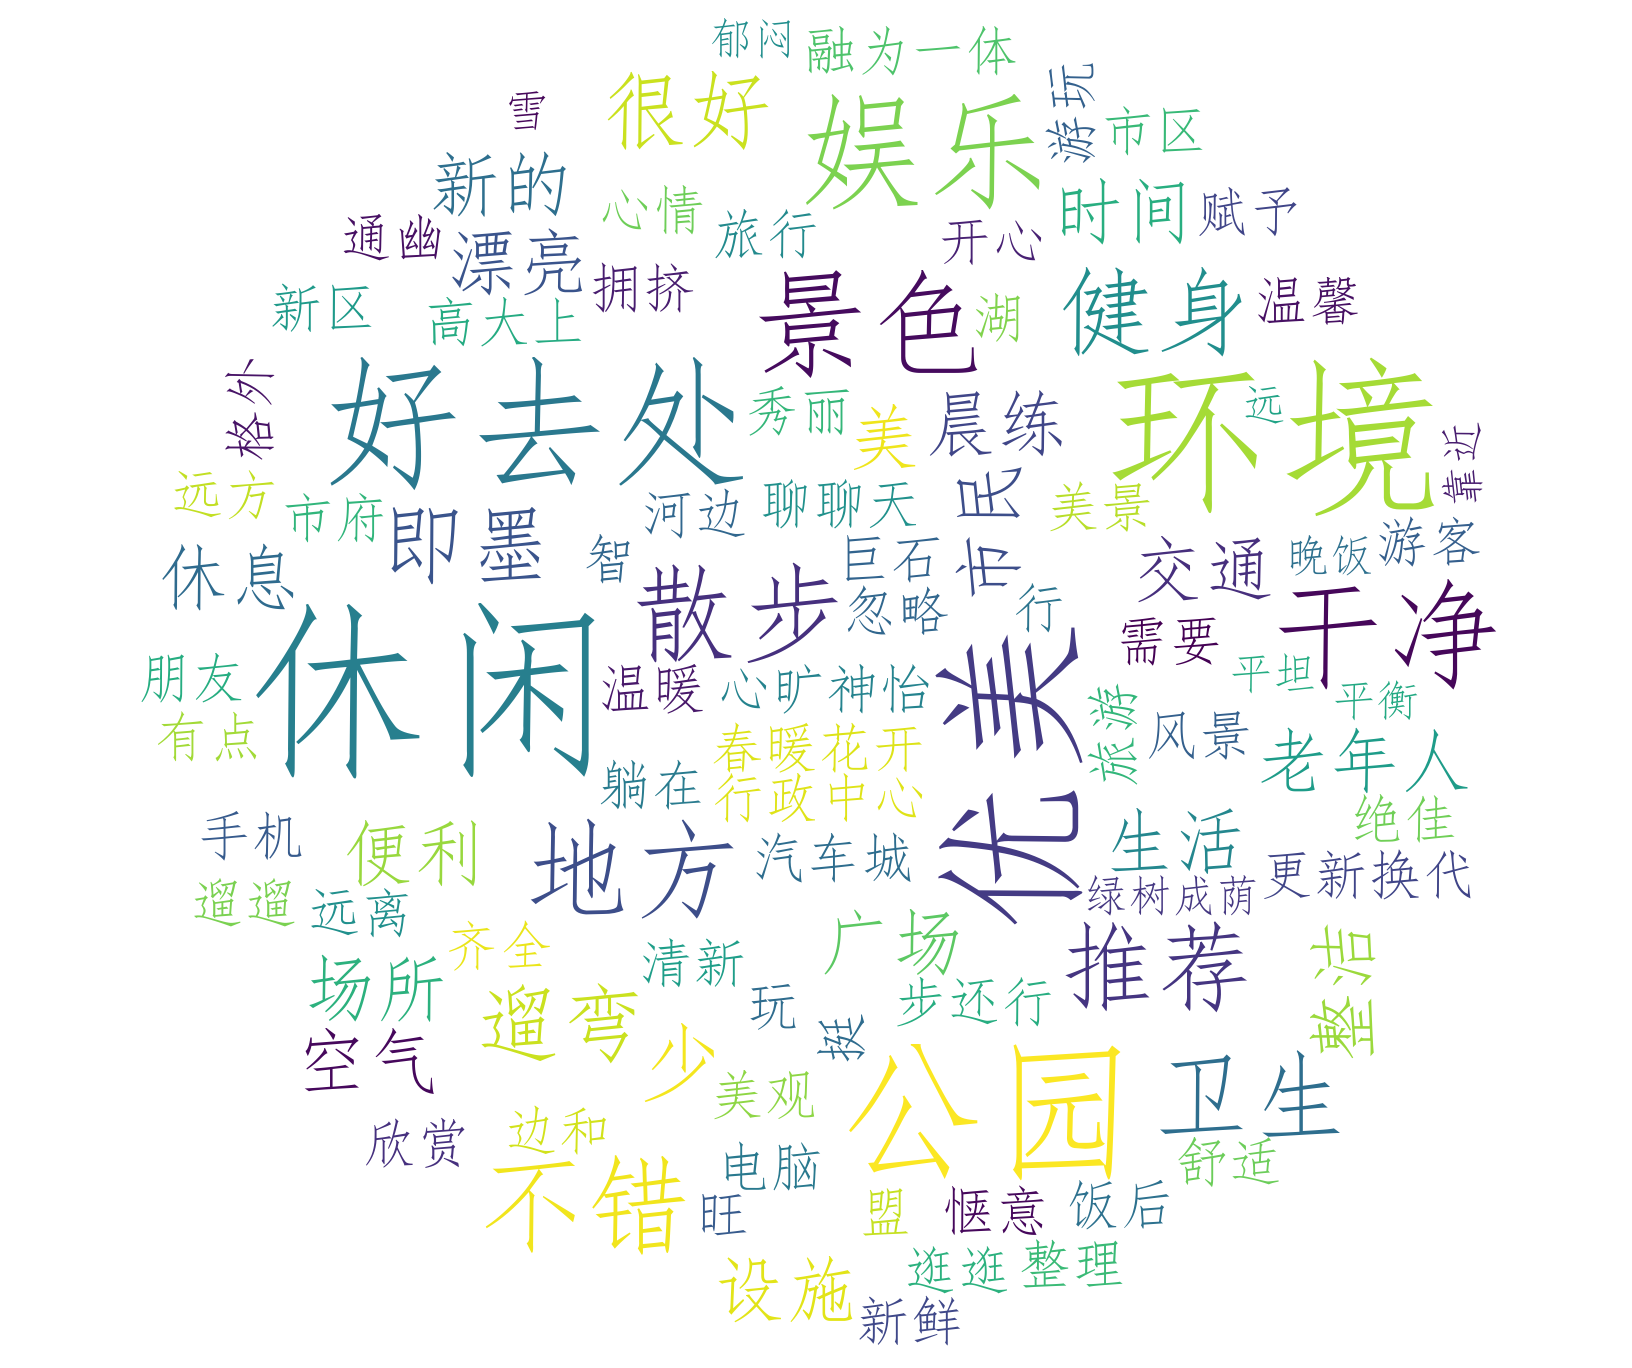 郁闷
融为一体
游玩
雪
很好
娱乐
市区
新的
心情
旅行
开心
时间
赋予
通幽
漂亮
拥挤
景色
湖
健身
温馨
新区
高大上
格外
好去处
秀丽
美
晨练
环境
远
靠近
远方
市府
即墨
河边
聊聊天
市民
美景
休息
智
散步
巨石
忽略
行
交通
晚饭
游客
干净
休闲
朋友
温暖
心旷神怡
优美
需要
平坦
平衡
有点
春暖花开
旅游
风景
老年人
躺在
行政中心
手机
便利
地方
汽车城
生活
绝佳
遛遛
远离
绿树成荫
更新换代
齐全
清新
广场
推荐
整洁
场所
遛弯
玩
步还行
空气
少
挺
公园
卫生
美观
欣赏
边和
电脑
舒适
不错
旺
盟
惬意
饭后
设施
逛逛
整理
新鲜